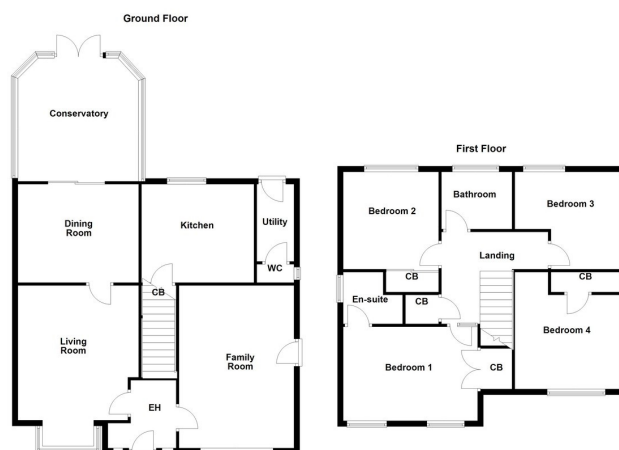 Ground Floor
Conservatory
Dining
Room
Kitchen
Utility
WC
CB
Living
Room
Family
Room
EH
First Floor
Bedroom 2
Bathroom
Bedroom 3
Landing
CB
CB
En-suite
CB
Bedroom 4
Bedroom 1
CB